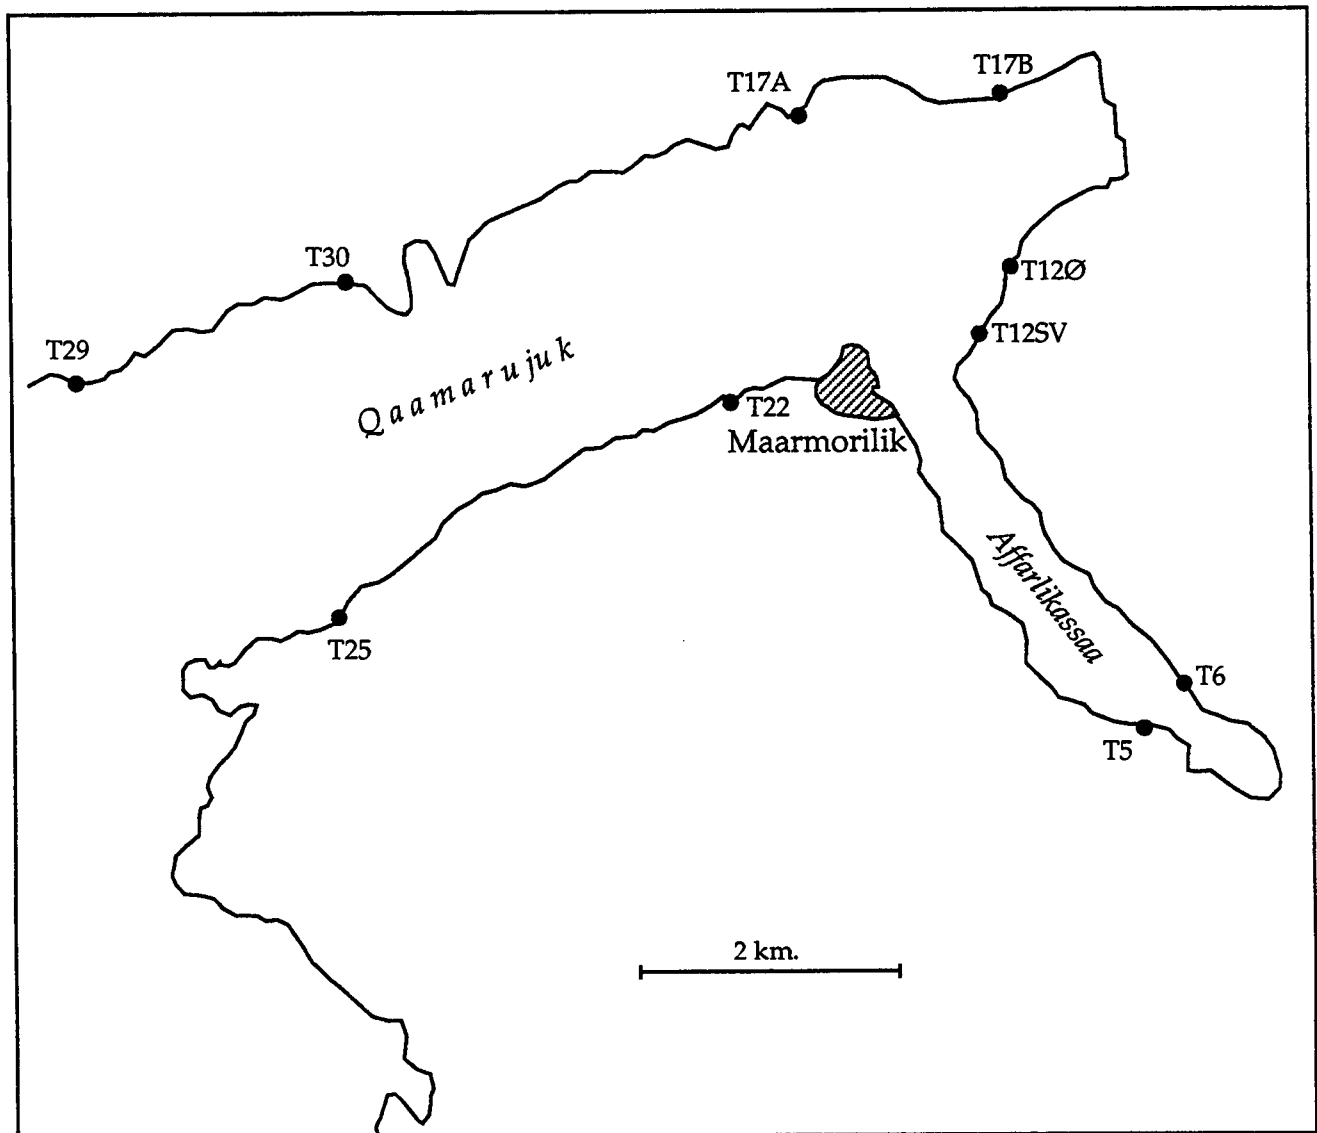 T17B
T17A
T30
T12Ø
T12SV
T29
Qaamarujuk
T22
Maarmorilik
Affarlikassaa
T25
T6
T5
2 km.